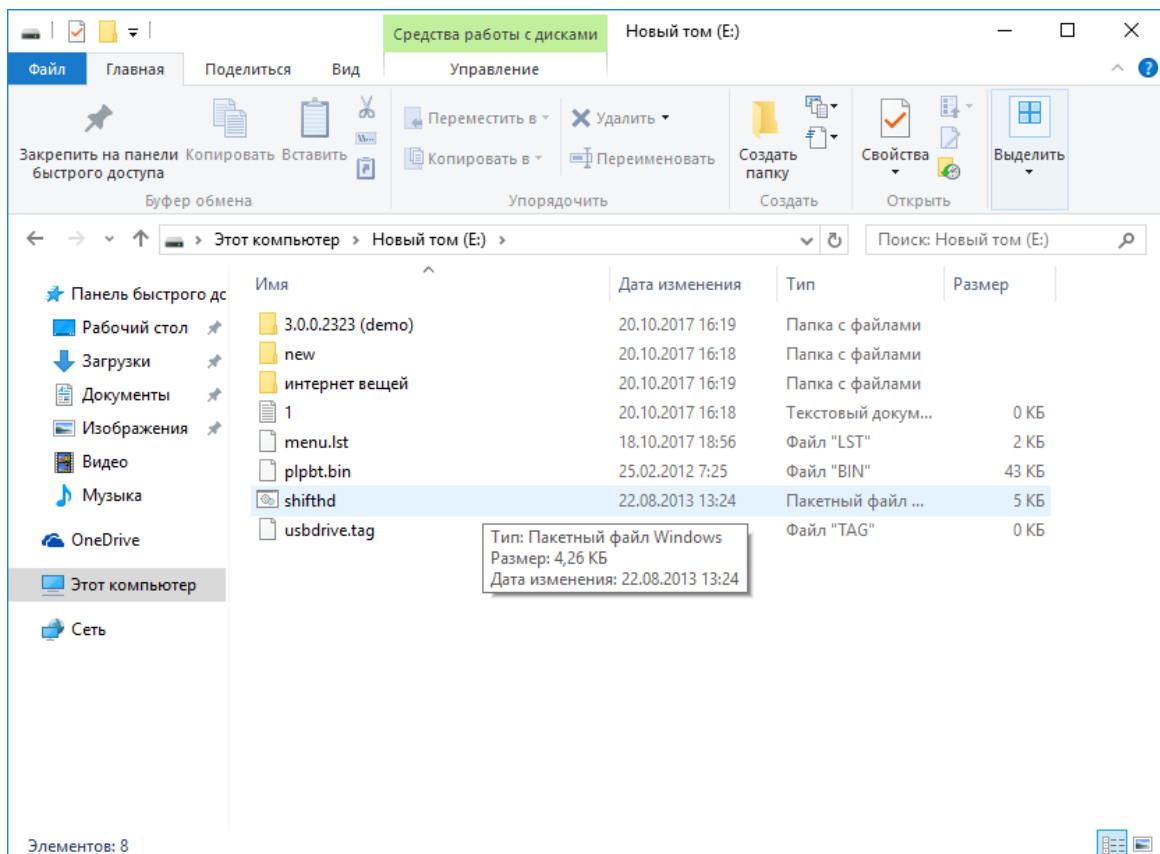 Средства работы с дисками Новый том (E:)
Файл Главная Поделиться Вид Управление
Закрепить на панели быстрого доступа
Копировать
Вставить
Буфер обмена
Переместить в
Копировать в
Удалить
Переименовать
Упорядочить
Создать папку
Создать
Свойства
Открыть
Выделить
Этот компьютер Новый том (E:)
Поиск: Новый том (E:)
Панель быстрого дс
Рабочий стол
Загрузки
Документы
Изображения
Видео
Музыка
OneDrive
Этот компьютер
Сеть
Имя Дата изменения Тип Размер
3.0.0.2323 (demo) 20.10.2017 16:19 Папка с файлами
new 20.10.2017 16:18 Папка с файлами
интернет вещей 20.10.2017 16:19 Папка с файлами
1 20.10.2017 16:18 Текстовый докум... 0 КБ
menu.lst 18.10.2017 18:56 Файл "LST" 2 КБ
plpbt.bin 25.02.2012 7:25 Файл "BIN" 43 КБ
shifthd 22.08.2013 13:24 Пакетный файл ... 5 КБ
usbdrive.tag Файл "TAG" 0 КБ
Тип: Пакетный файл Windows
Размер: 4,26 КБ
Дата изменения: 22.08.2013 13:24
Элементов: 8